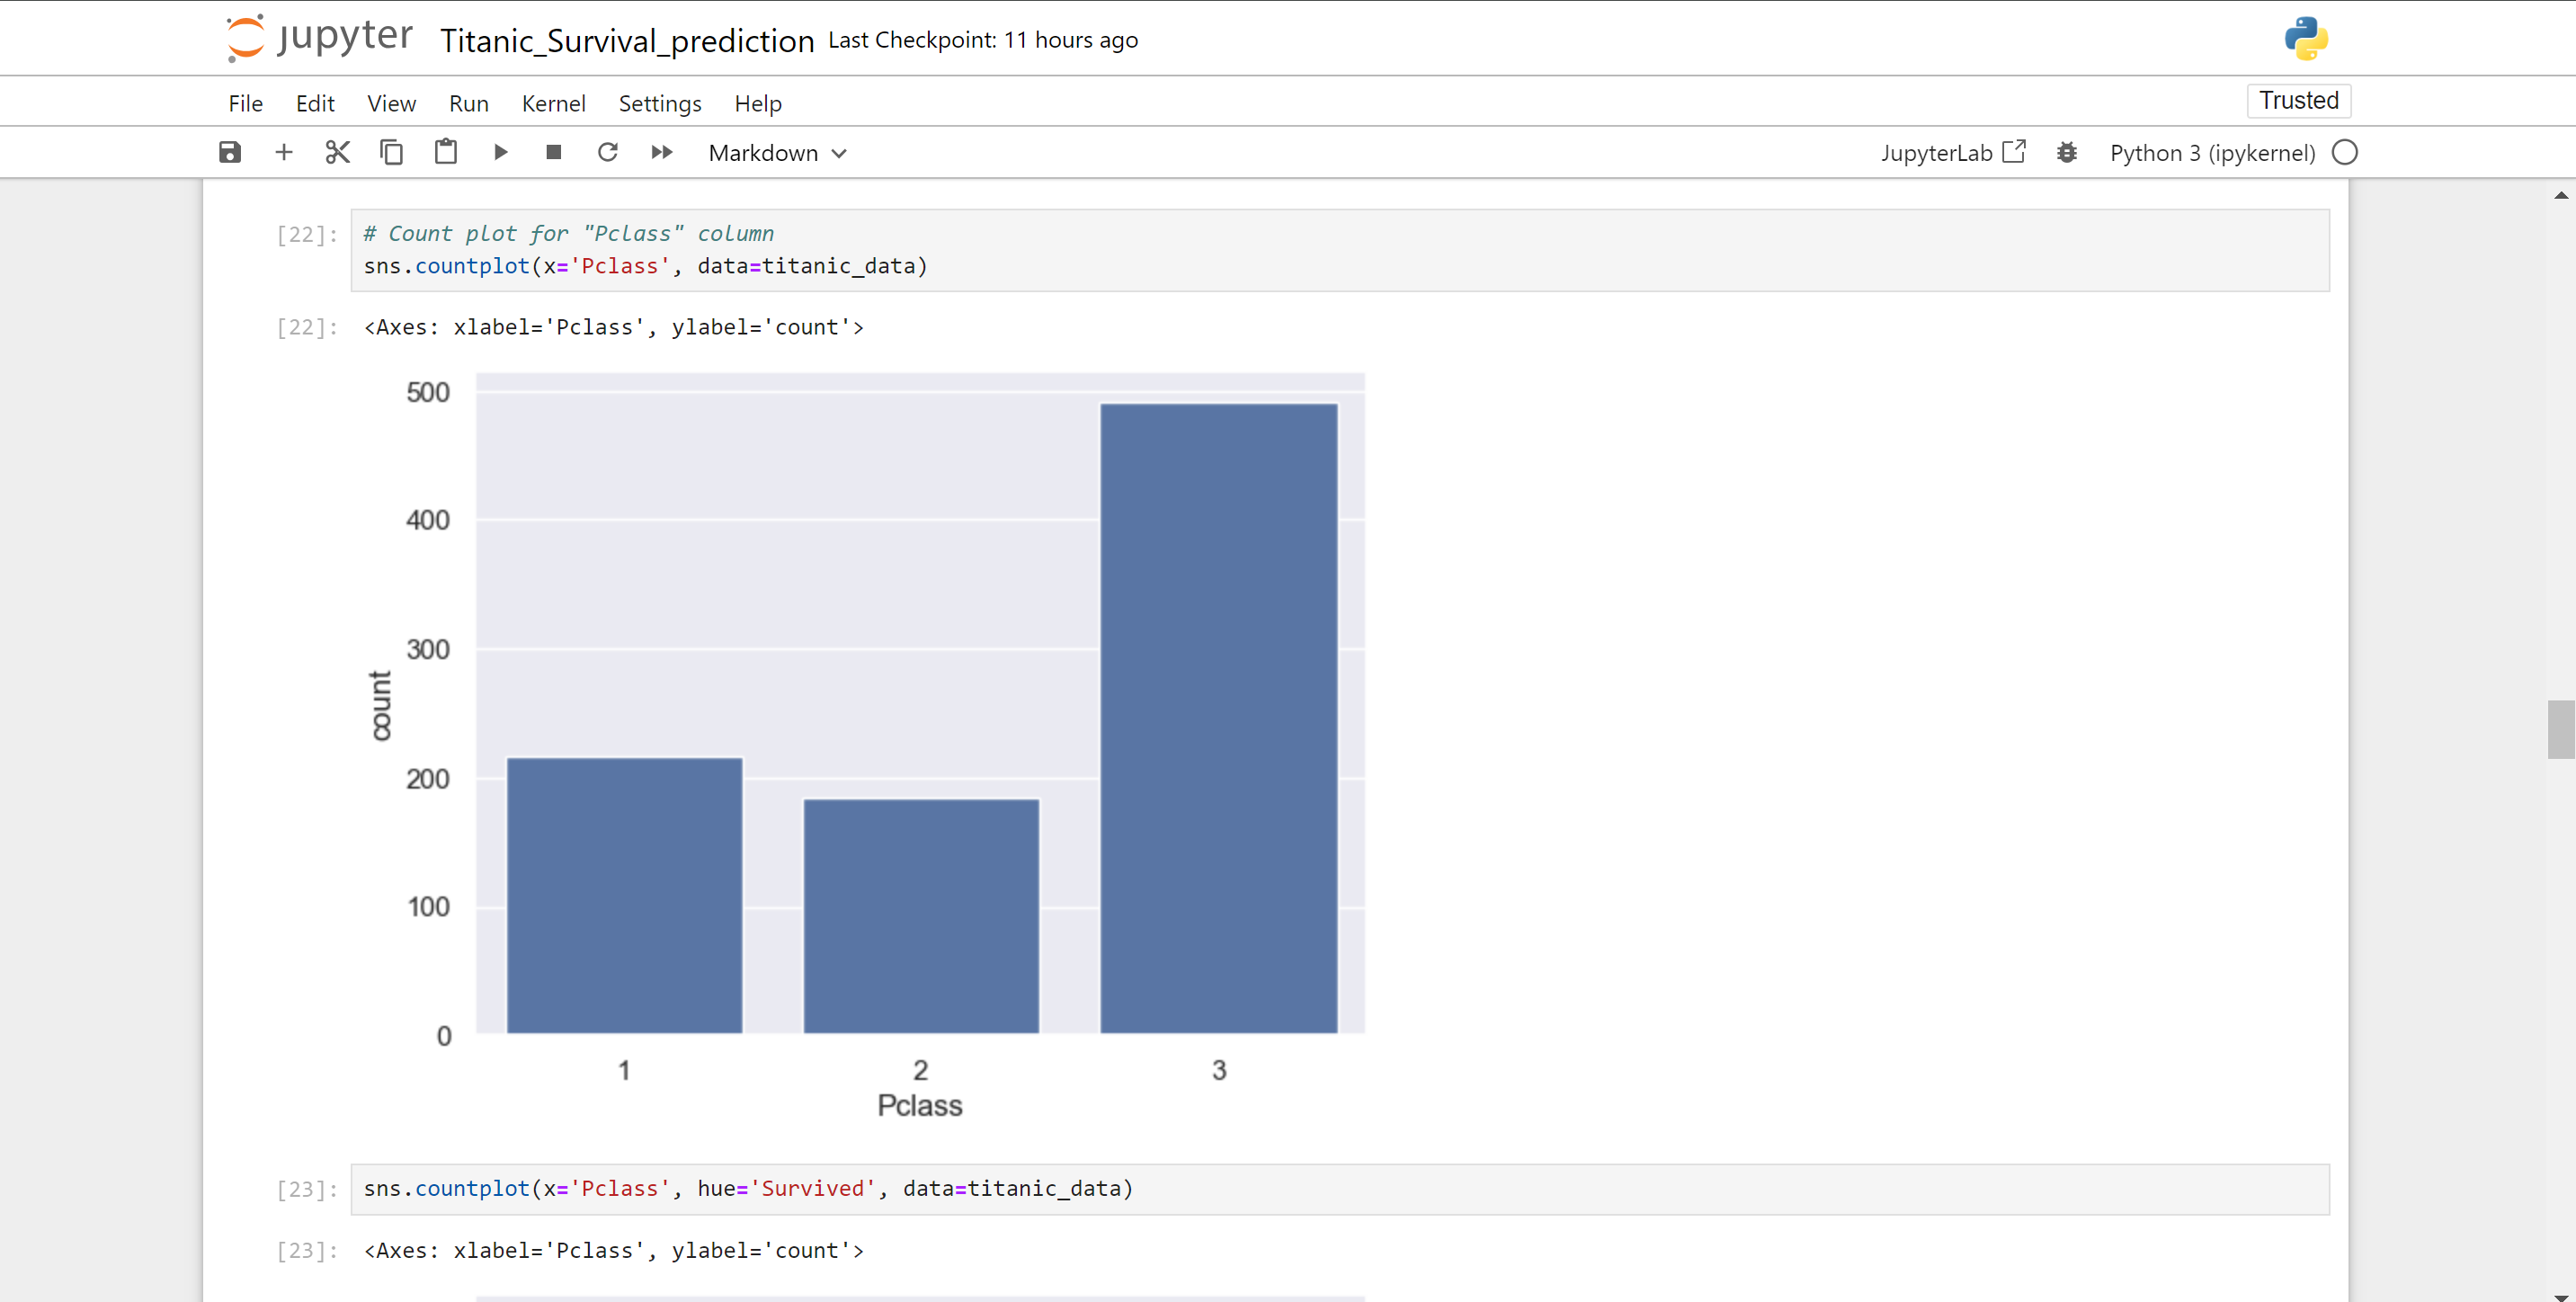 jupyter Titanic_Survival_prediction Last Checkpoint: 11 hours ago
File Edit View Run Kernel Settings Help Trusted
Markdown JupyterLab Python 3 (ipykernel)
[22]: # Count plot for "Pclass" column
sns.countplot(x='Pclass', data=titanic_data)
[22]: <Axes: xlabel='Pclass', ylabel='count'>
500
400
300
200
100
0
count
1 2 3
Pclass
[23]: sns.countplot(x='Pclass', hue='Survived', data=titanic_data)
[23]: <Axes: xlabel='Pclass', ylabel='count'>